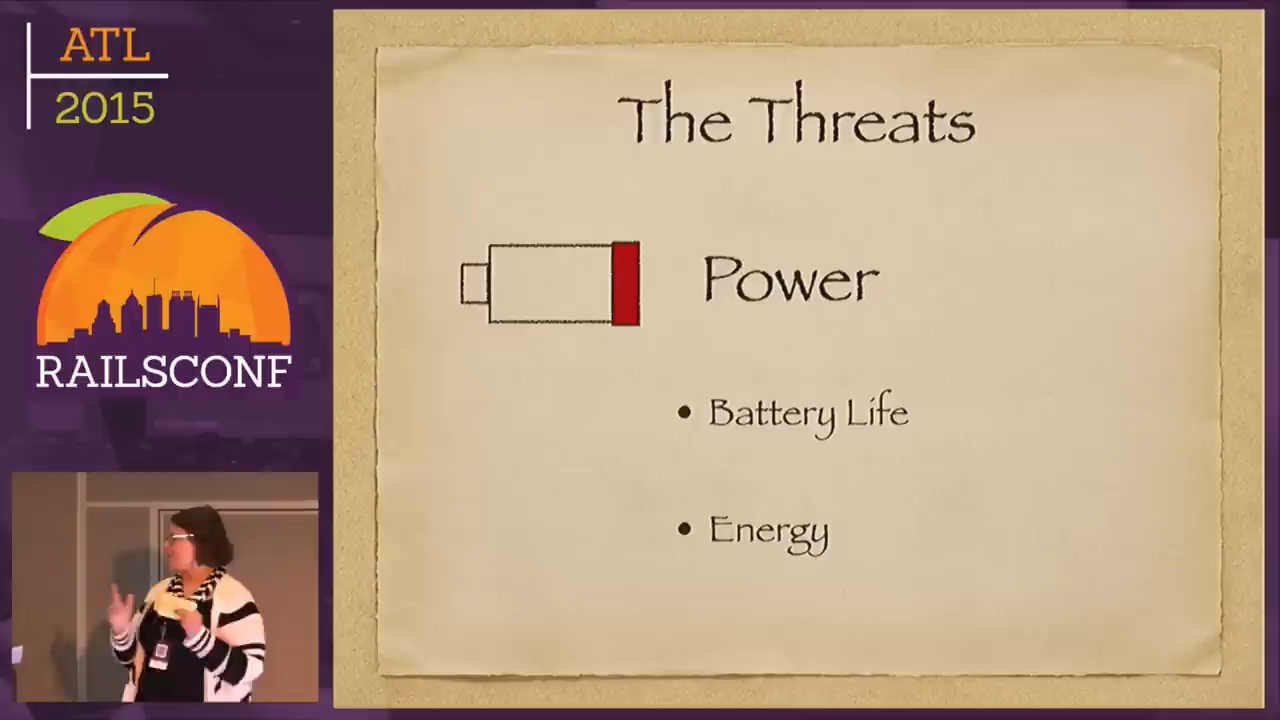 ATL
2015
RAILSCONF
The Threats
Power
• Battery Life
• Energy